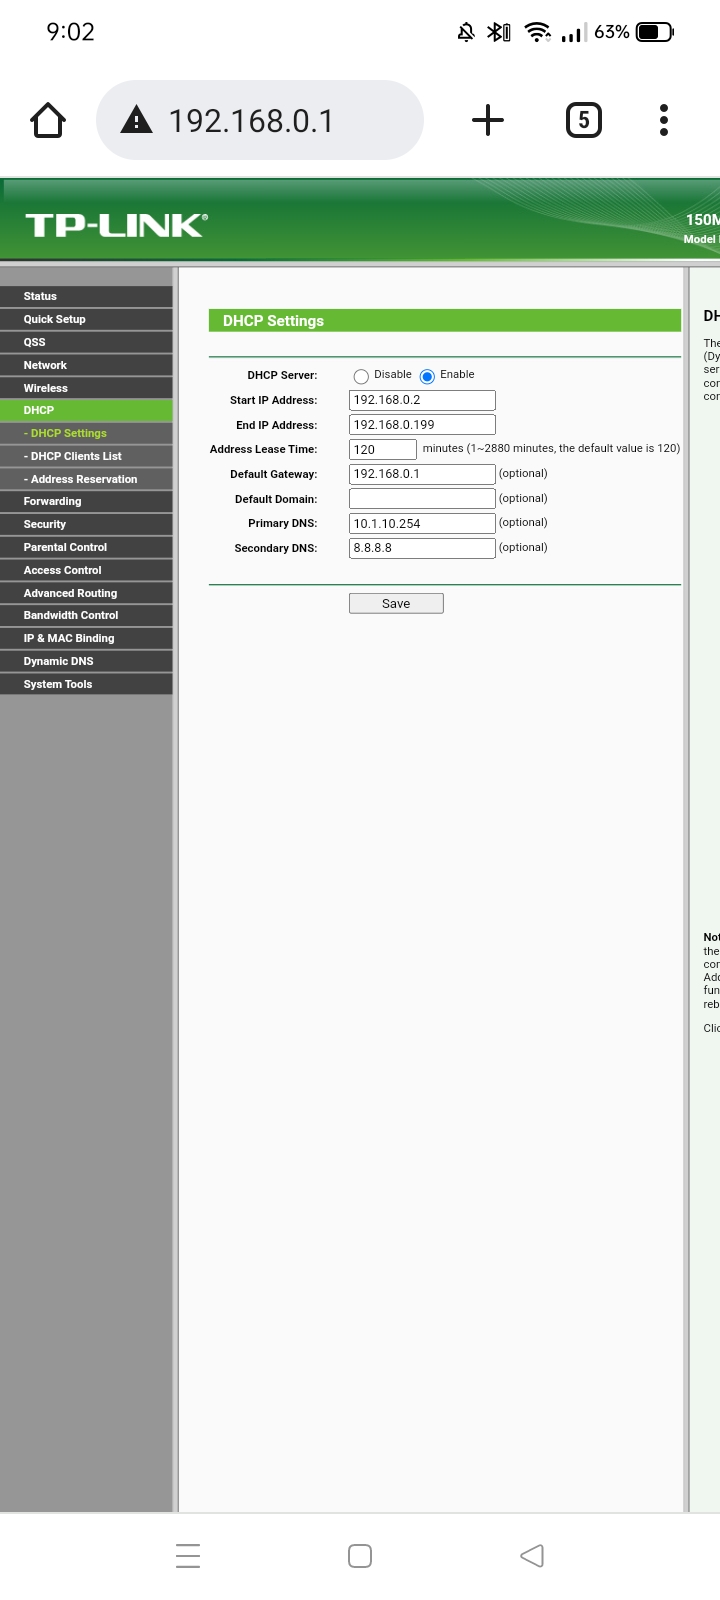 9:02
63%
192.168.0.1
5
TP-LINK®
150M
Model
Status
Quick Setup
QSS
Network
Wireless
DHCP
- DHCP Settings
- DHCP Clients List
- Address Reservation
Forwarding
Security
Parental Control
Access Control
Advanced Routing
Bandwidth Control
IP & MAC Binding
Dynamic DNS
System Tools
DHCP Settings
DHCP Server: Disable Enable
Start IP Address: 192.168.0.2
End IP Address: 192.168.0.199
Address Lease Time: 120 minutes (1~2880 minutes, the default value is 120)
Default Gateway: 192.168.0.1 (optional)
Default Domain: (optional)
Primary DNS: 10.1.10.254 (optional)
Secondary DNS: 8.8.8.8 (optional)
Save
DH
The
(Dy
ser
con
con
Not
the
con
Add
fun
reb
Clic